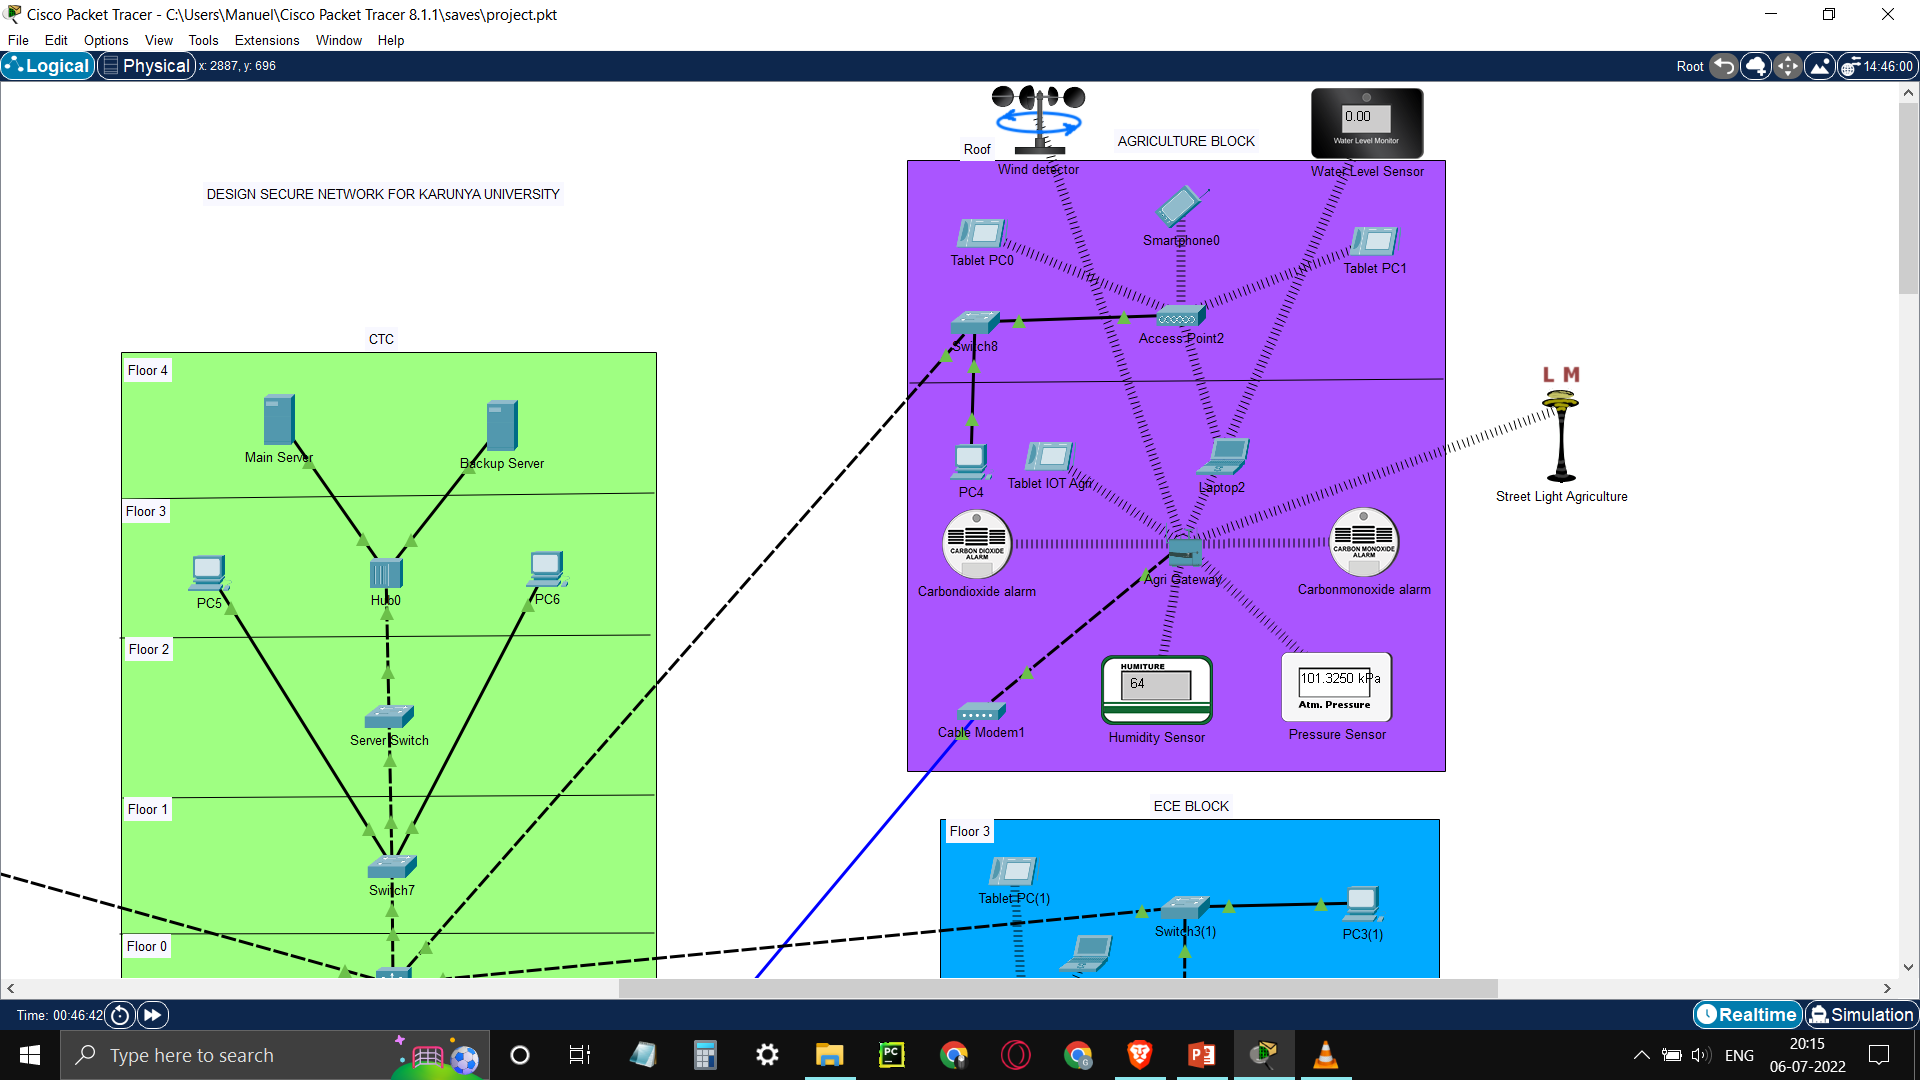 Cisco Packet Tracer - C:\Users\Manuel\Cisco Packet Tracer 8.1.1\saves\project.pkt
File Edit Options View Tools Extensions Window Help
Logical Physical x: 2887, y: 696 Root 14:46:00
DESIGN SECURE NETWORK FOR KARUNYA UNIVERSITY
Roof
AGRICULTURE BLOCK
Wind detector
0.00
Water Level Monitor
Water Level Sensor
Smartphone0
Tablet PC0
Tablet PC1
Switch8
Access Point2
L M
Street Light Agriculture
PC4
Tablet IOT Agri
Laptop2
CARBON DIOXIDE
ALARM
Carbondioxide alarm
Agri Gateway
CARBON MONOXIDE
ALARM
Carbonmonoxide alarm
HUMITURE
64
Humidity Sensor
101.3250 kPa
Atm. Pressure
Pressure Sensor
Cable Modem1
CTC
Floor 4
Main Server
Backup Server
Floor 3
PC5
Hub0
PC6
Floor 2
Server Switch
Floor 1
Switch7
Floor 0
ECE BLOCK
Floor 3
Tablet PC(1)
Switch3(1)
PC3(1)
Time: 00:46:42 Realtime Simulation
Type here to search
PC
G
P
ENG
20:15
06-07-2022